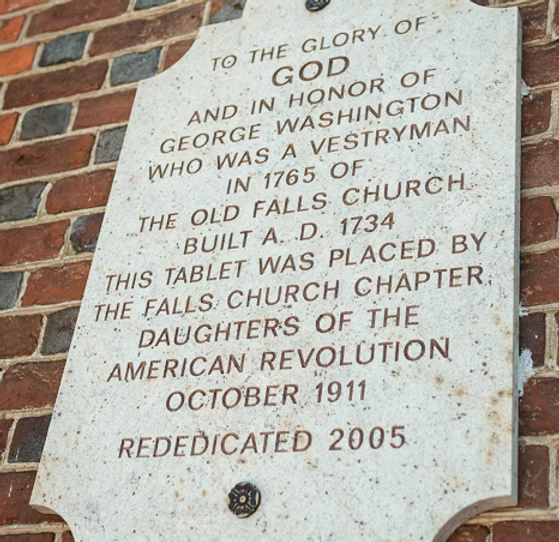 TO THE GLORY OF
GOD
AND IN HONOR OF
GEORGE WASHINGTON
WHO WAS A VESTRYMAN
IN 1765 OF
THE OLD FALLS CHURCH
BUILT A. D. 1734
THIS TABLET WAS PLACED BY
THE FALLS CHURCH CHAPTER,
DAUGHTERS OF THE
AMERICAN REVOLUTION
OCTOBER 1911
REDEDICATED 2005